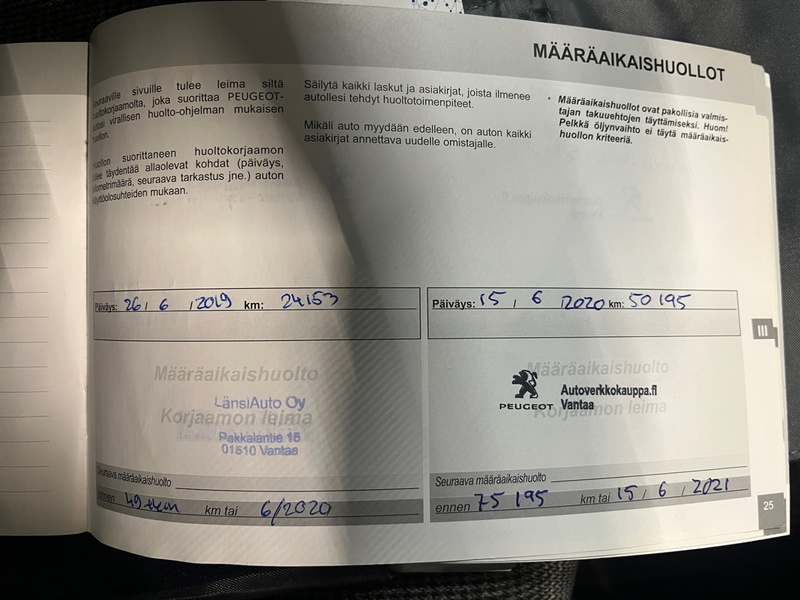 MÄÄRÄAIKAISHUOLLOT
sivuille tulee leima siltä
joka suorittaa PEUGEOT-
virallisen huolto-ohjelman mukaisen
suorittaneen huoltokorjaamon
täydentää allaolevat kohdat (päiväys,
seuraava tarkastus jne.) auton
mukaan.
Säilytä kaikki laskut ja asiakirjat, joista ilmenee
autollesi tehdyt huoltotoimenpiteet.
Mikäli auto myydään edelleen, on auton kaikki
asiakirjat annettava uudelle omistajalle.
• Määräaikaishuollot ovat pakollisia valmis-
tajan takuuehtojen täyttämiseksi. Huom!
Pelkkä öljynvaihto ei täytä määräaikais-
huollon kriteeriä.
Päiväys: 26 / 6 / 2019 km: 24153
Määräaikaishuolto
Korjaamon leima
LänsiAuto Oy
Pakkalantie 15
01510 Vantaa
Seuraava määräaikaishuolto
ennen 49 tkm km tai 6/2020
Päiväys: 15 / 6 / 2020 km: 50 195
Määräaikaishuolto
Korjaamon leima
PEUGEOT
Autoverkkokauppa.fi
Vantaa
Seuraava määräaikaishuolto
ennen 75 195 km tai 15 / 6 / 2021
III
25